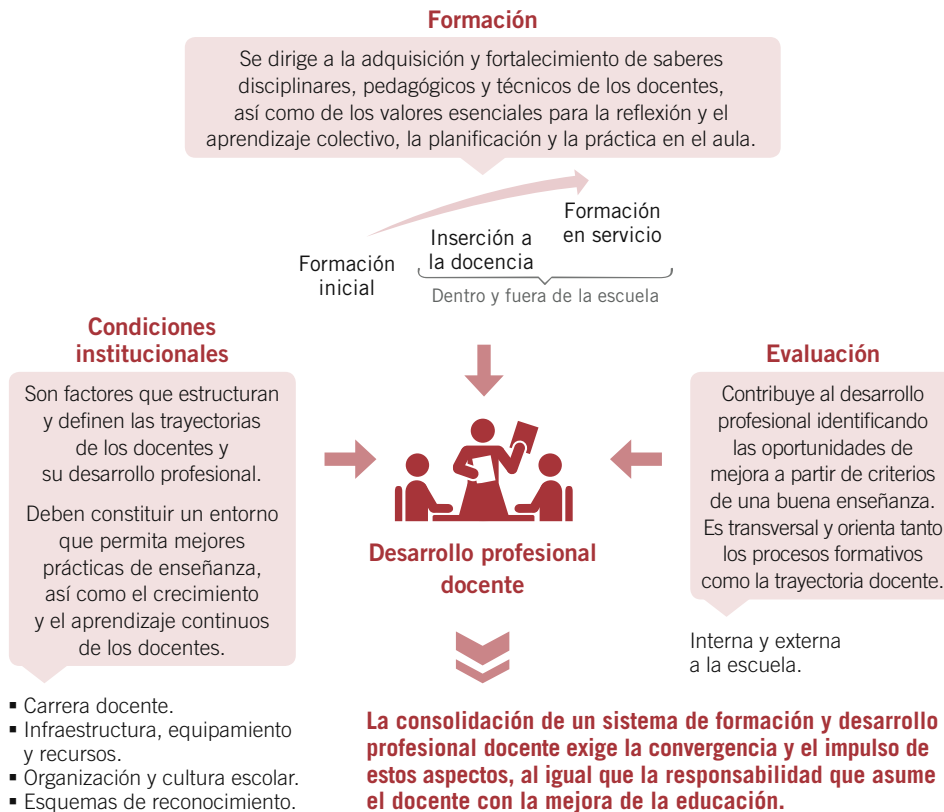 Formación
Se dirige a la adquisición y fortalecimiento de saberes
disciplinares, pedagógicos y técnicos de los docentes,
así como de los valores esenciales para la reflexión y el
aprendizaje colectivo, la planificación y la práctica en el aula.
Formación
inicial
Inserción a
la docencia
Formación
en servicio
Dentro y fuera de la escuela
Condiciones
institucionales
Son factores que estructuran
y definen las trayectorias
de los docentes y
su desarrollo profesional.
Deben constituir un entorno
que permita mejores
prácticas de enseñanza,
así como el crecimiento
y el aprendizaje continuos
de los docentes.
▪ Carrera docente.
▪ Infraestructura, equipamiento
y recursos.
▪ Organización y cultura escolar.
▪ Esquemas de reconocimiento.
Desarrollo profesional
docente
Evaluación
Contribuye al desarrollo
profesional identificando
las oportunidades de
mejora a partir de criterios
de una buena enseñanza.
Es transversal y orienta tanto
los procesos formativos
como la trayectoria docente.
Interna y externa
a la escuela.
La consolidación de un sistema de formación y desarrollo
profesional docente exige la convergencia y el impulso de
estos aspectos, al igual que la responsabilidad que asume
el docente con la mejora de la educación.